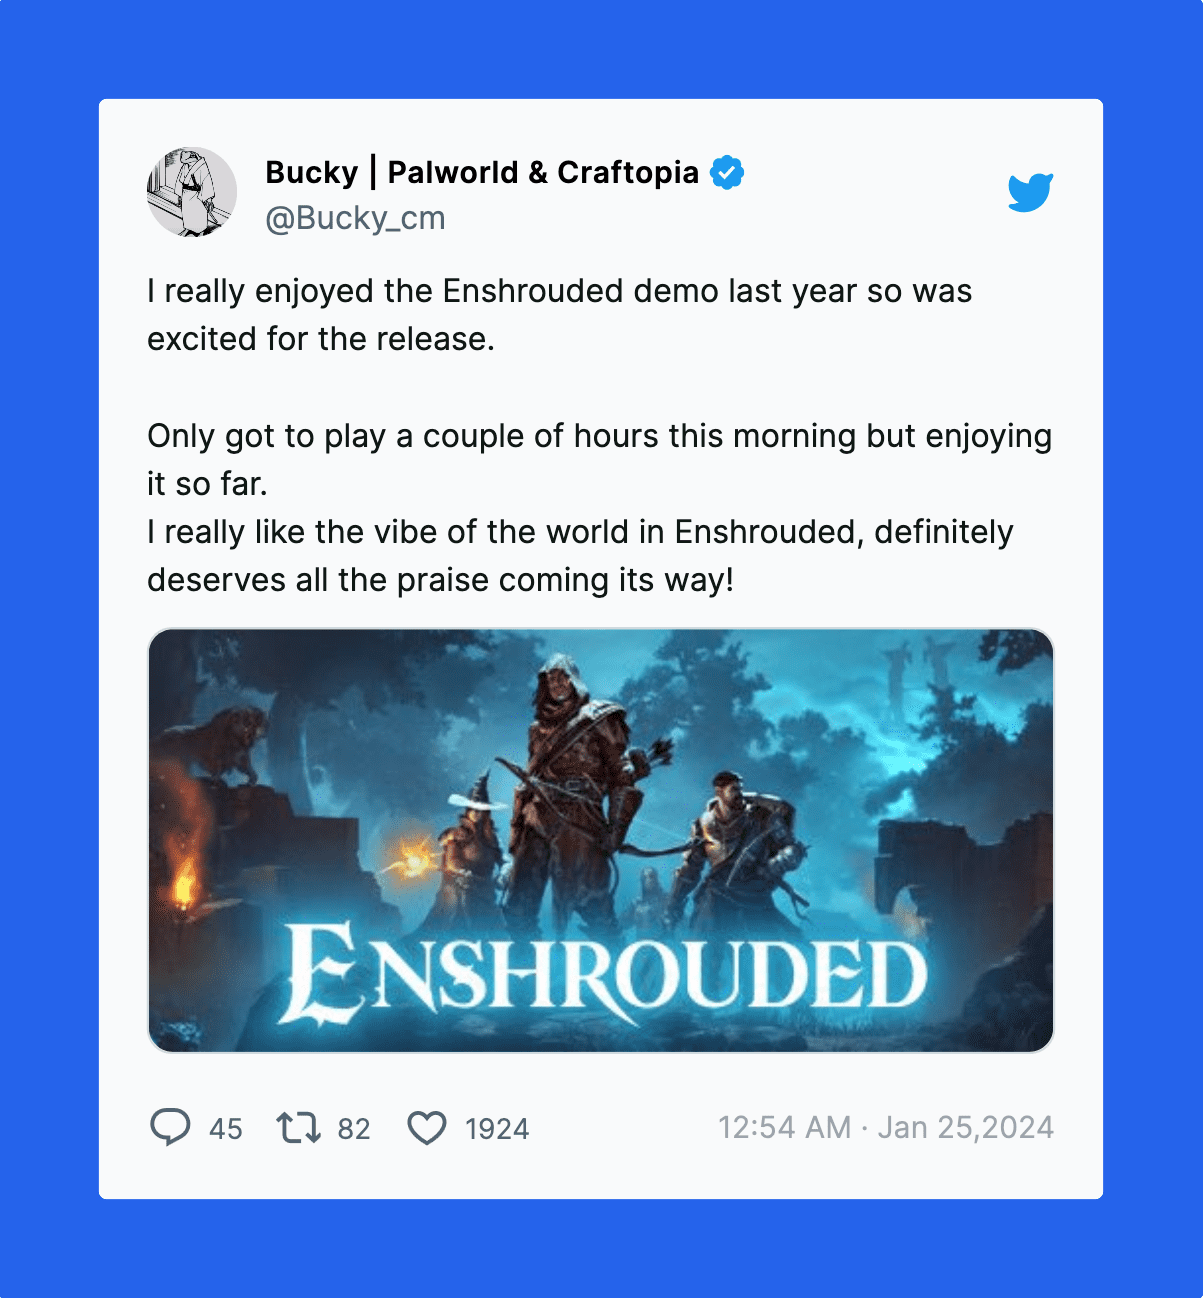 Bucky | Palworld & Craftopia
@Bucky_cm
I really enjoyed the Enshrouded demo last year so was
excited for the release.
Only got to play a couple of hours this morning but enjoying
it so far.
I really like the vibe of the world in Enshrouded, definitely
deserves all the praise coming its way!
ENSHROUDED
45 82 1924 12:54 AM · Jan 25,2024